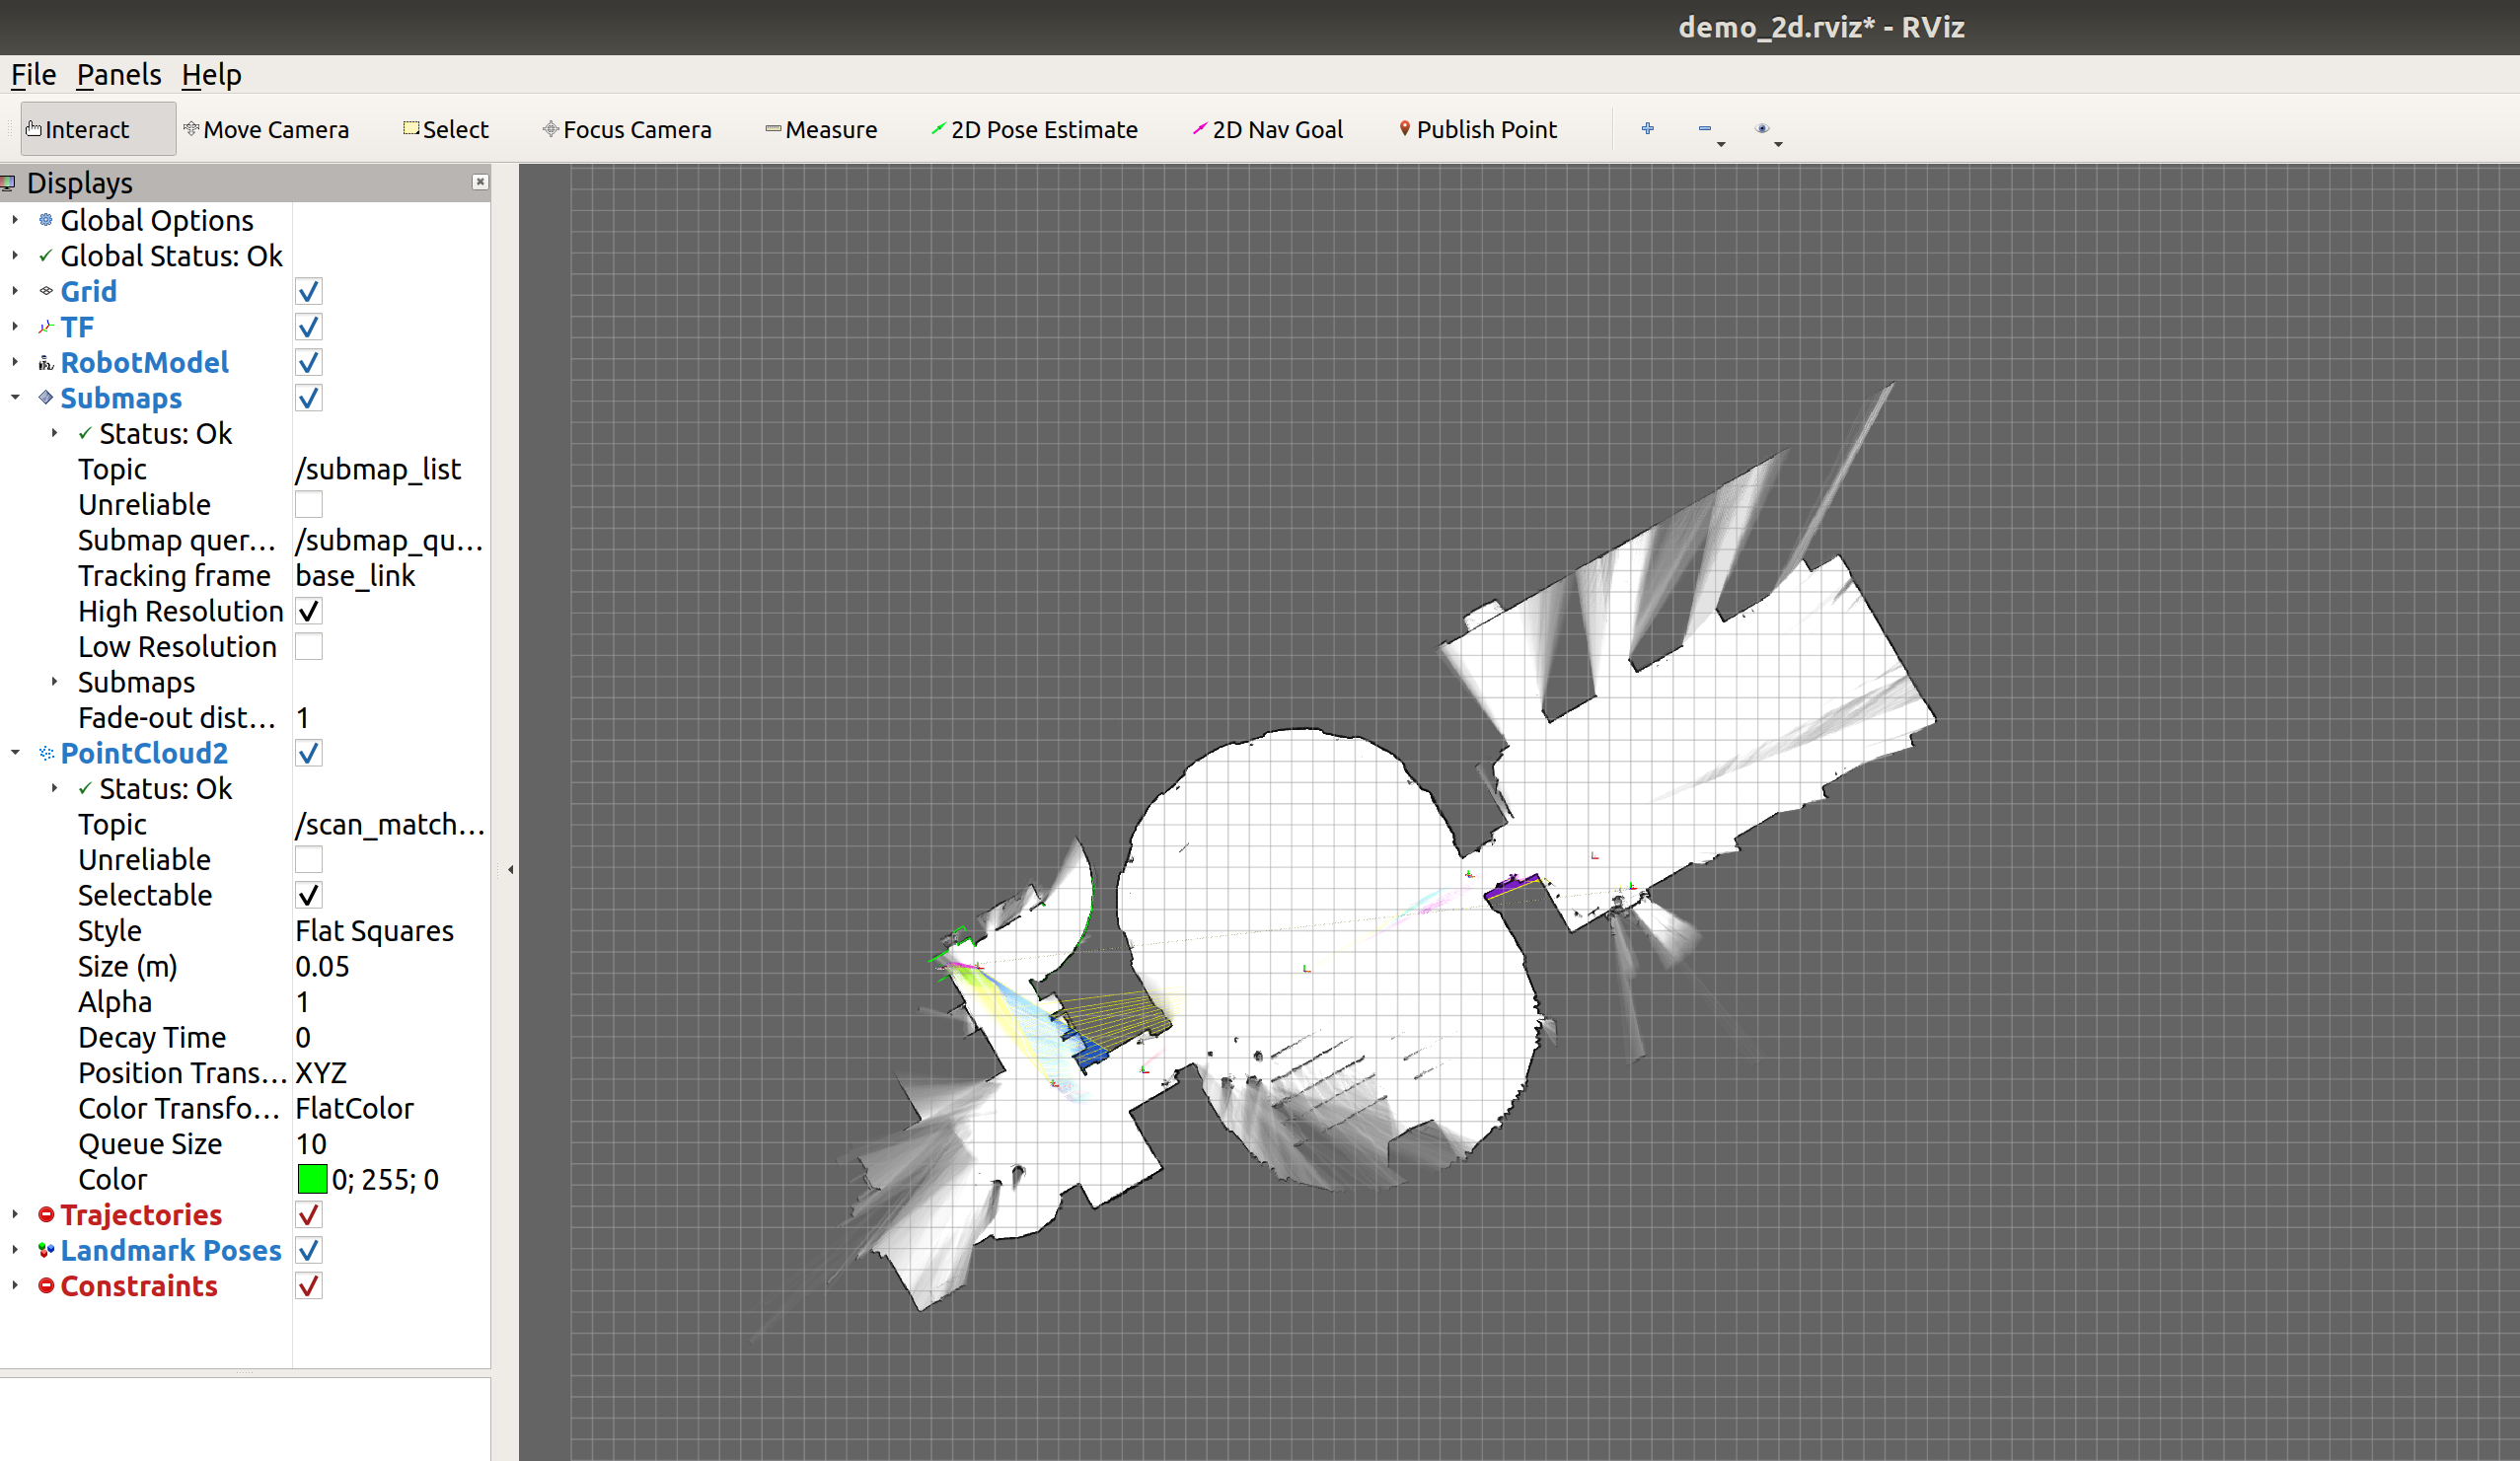 demo_2d.rviz* - RViz
File Panels Help
Interact Move Camera Select Focus Camera Measure 2D Pose Estimate 2D Nav Goal Publish Point
Displays
Global Options
Global Status: Ok
Grid
TF
RobotModel
Submaps
Status: Ok
Topic /submap_list
Unreliable
Submap quer... /submap_qu...
Tracking frame base_link
High Resolution
Low Resolution
Submaps
Fade-out dist... 1
PointCloud2
Status: Ok
Topic /scan_match...
Unreliable
Selectable
Style Flat Squares
Size (m) 0.05
Alpha 1
Decay Time 0
Position Trans... XYZ
Color Transfo... FlatColor
Queue Size 10
Color 0; 255; 0
Trajectories
Landmark Poses
Constraints